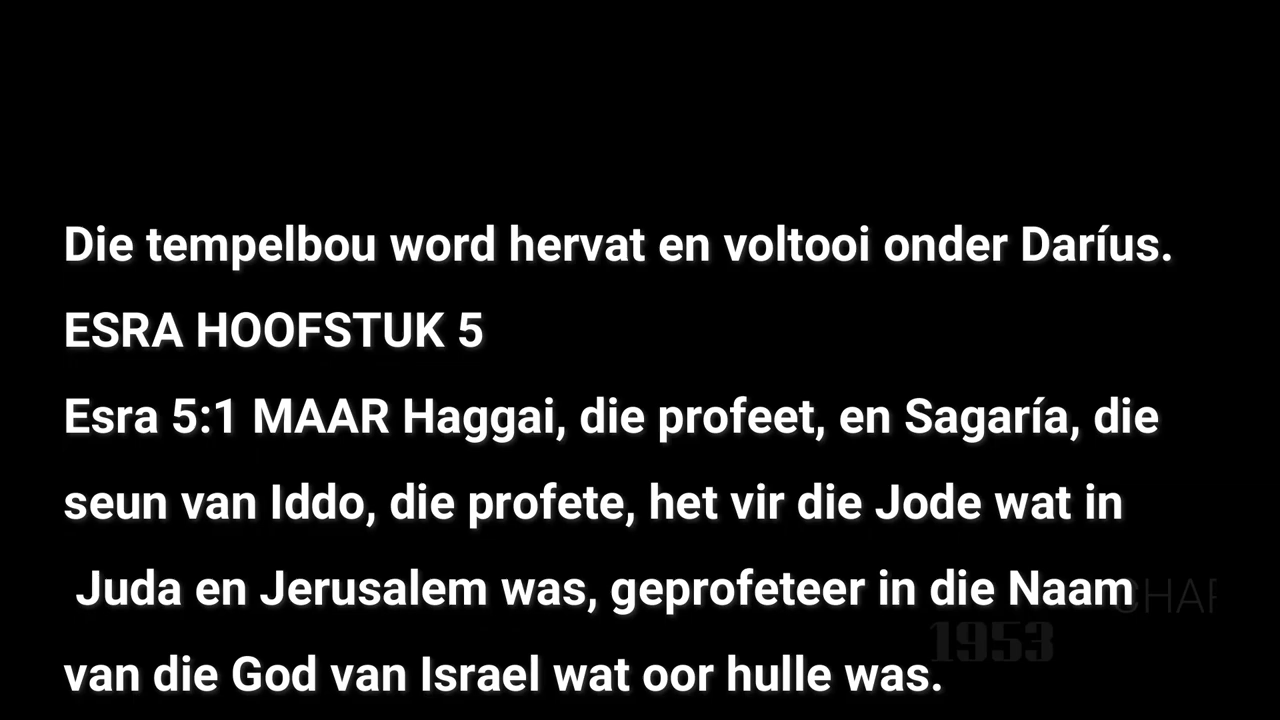 Die tempelbou word hervat en voltooi onder Daríus.
ESRA HOOFSTUK 5
Esra 5:1 MAAR Haggai, die profeet, en Sagaría, die
seun van Iddo, die profete, het vir die Jode wat in
Juda en Jerusalem was, geprofeteer in die Naam
van die God van Israel wat oor hulle was.
1953